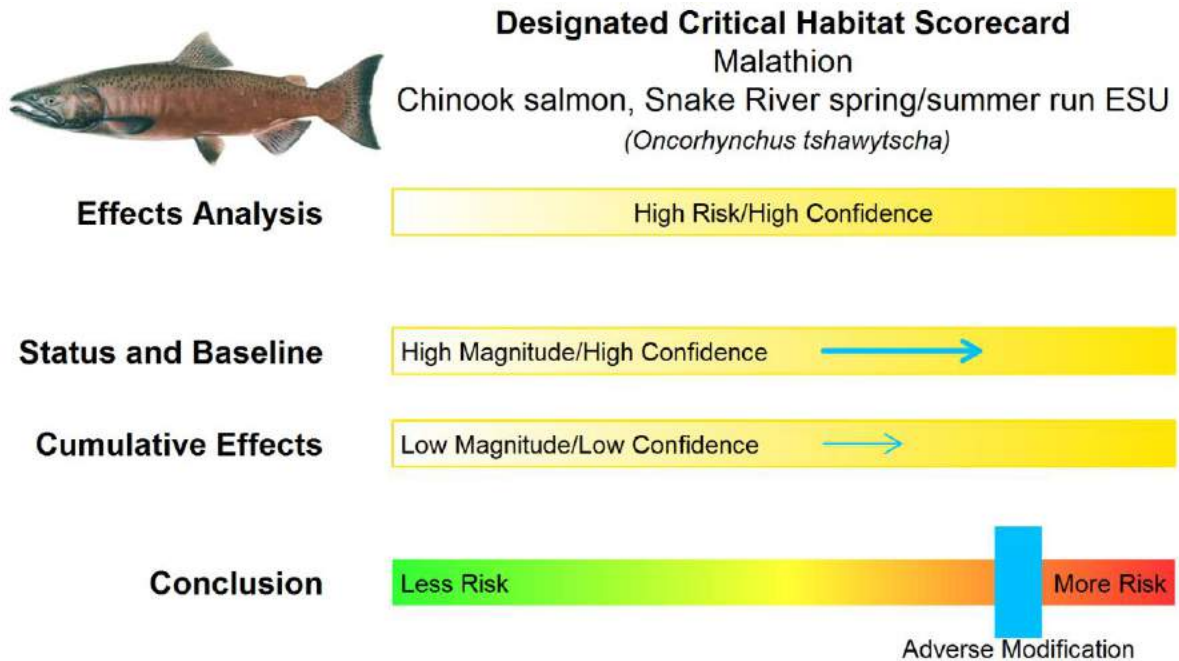 Designated Critical Habitat Scorecard
Malathion
Chinook salmon, Snake River spring/summer run ESU
(Oncorhynchus tshawytscha)
Effects Analysis
High Risk/High Confidence
Status and Baseline
High Magnitude/High Confidence
Cumulative Effects
Low Magnitude/Low Confidence
Conclusion
Less Risk
More Risk
Adverse Modification